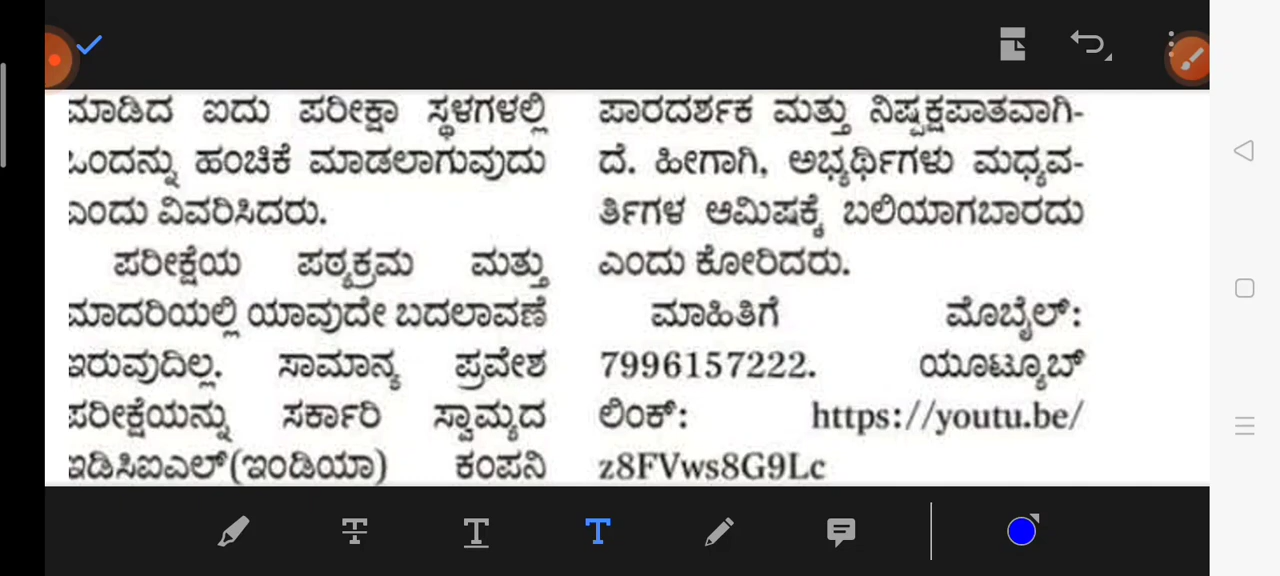 ಮಾಡಿದ ಐದು ಪರೀಕ್ಷಾ ಸ್ಥಳಗಳಲ್ಲಿ
ಒಂದನ್ನು ಹಂಚಿಕೆ ಮಾಡಲಾಗುವುದು
ಎಂದು ವಿವರಿಸಿದರು.
ಪರೀಕ್ಷೆಯ ಪಠ್ಯಕ್ರಮ ಮತ್ತು
ಮಾದರಿಯಲ್ಲಿ ಯಾವುದೇ ಬದಲಾವಣೆ
ಇರುವುದಿಲ್ಲ. ಸಾಮಾನ್ಯ ಪ್ರವೇಶ
ಪರೀಕ್ಷೆಯನ್ನು ಸರ್ಕಾರಿ ಸ್ವಾಮ್ಯದ
ಇಡಿಸಿಐಎಲ್(ಇಂಡಿಯಾ) ಕಂಪನಿ
ಪಾರದರ್ಶಕ ಮತ್ತು ನಿಷ್ಪಕ್ಷಪಾತವಾಗಿ-
ದೆ. ಹೀಗಾಗಿ, ಅಭ್ಯರ್ಥಿಗಳು ಮಧ್ಯವ-
ರ್ತಿಗಳ ಆಮಿಷಕ್ಕೆ ಬಲಿಯಾಗಬಾರದು
ಎಂದು ಕೋರಿದರು.
ಮಾಹಿತಿಗೆ ಮೊಬೈಲ್:
7996157222. ಯೂಟ್ಯೂಬ್
ಲಿಂಕ್: https://youtu.be/
z8FVws8G9Lc